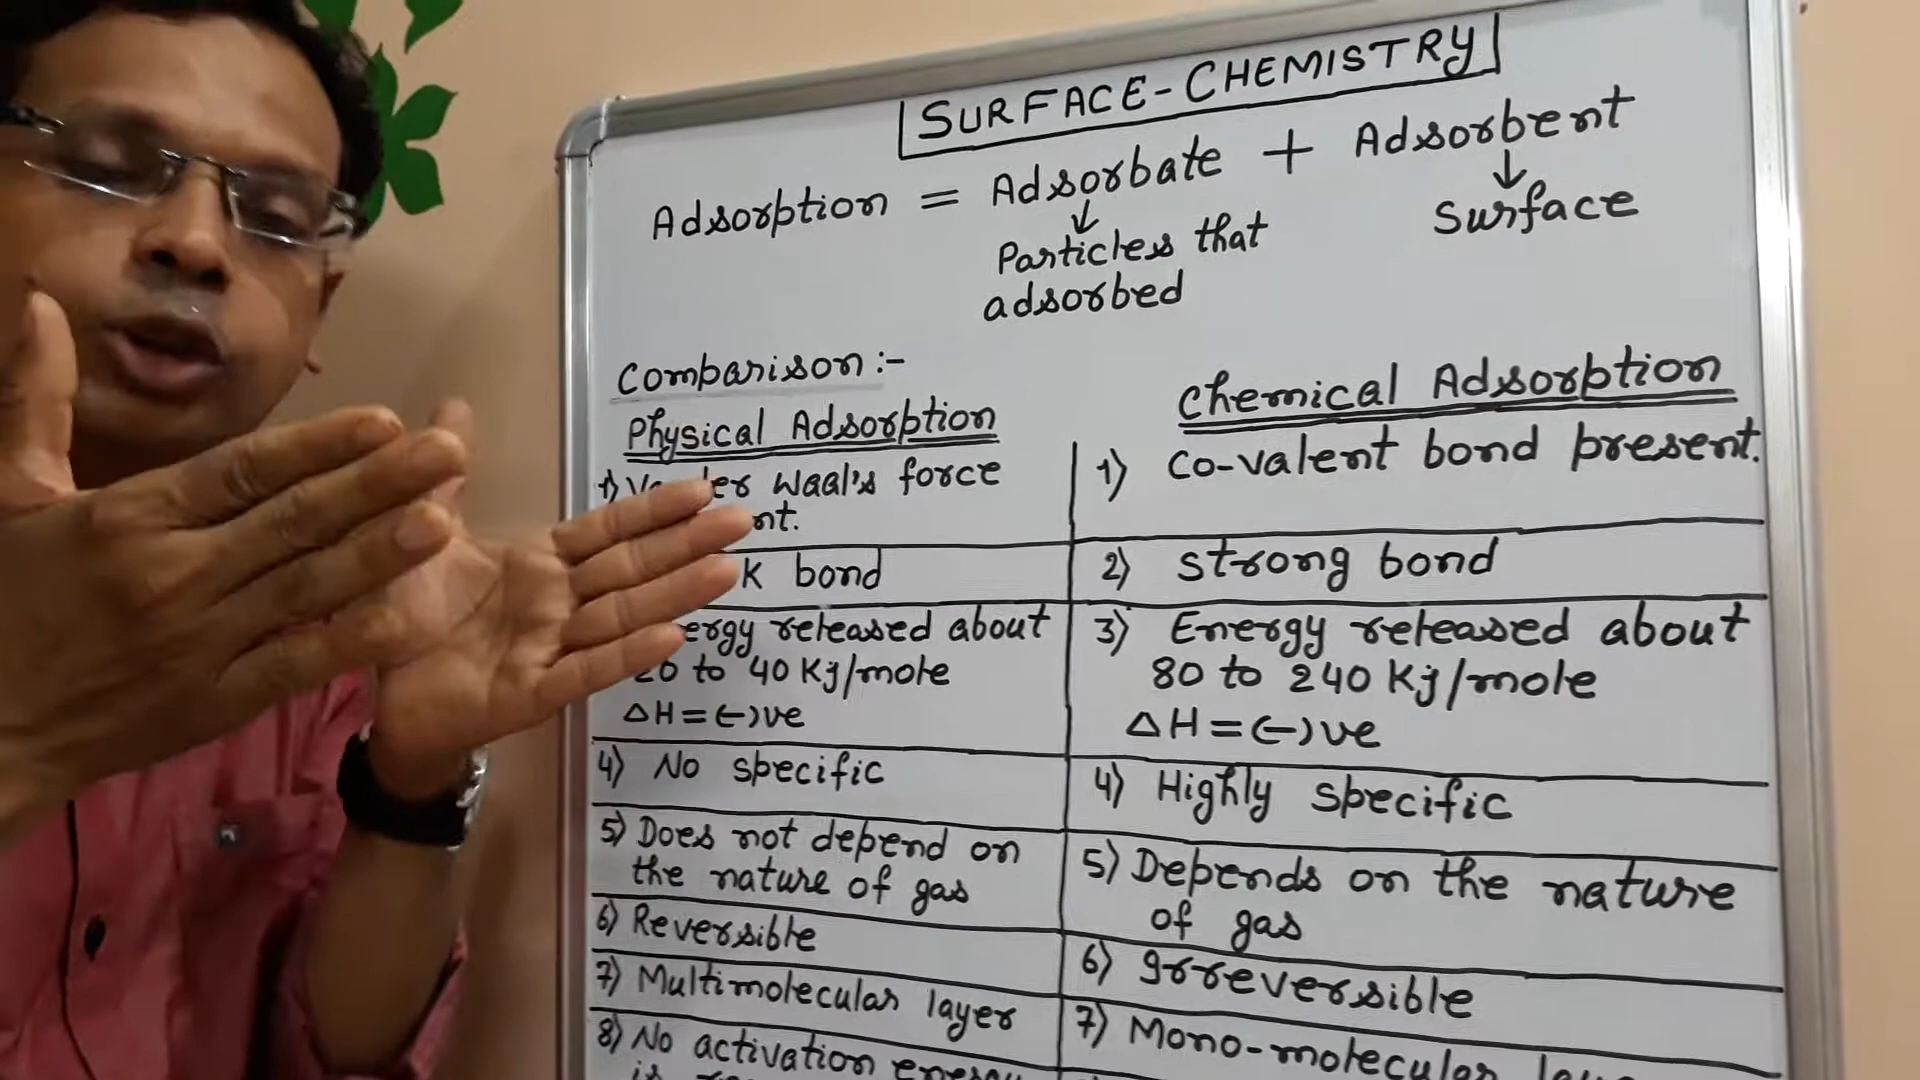 SURFACE-CHEMISTRY
Adsorption = Adsorbate + Adsorbent
↓ ↓
Particles that Surface
adsorbed
Comparison :-
Physical Adsorption
1) Waal's force
bond
released about
to 40 KJ/mole
ΔH = (-)ve
4) No specific
5) Does not depend on
the nature of gas
6) Reversible
7) Multimolecular layer
8) No activation energy
Chemical Adsorption
1) Co-valent bond present.
2) Strong bond
3) Energy released about
80 to 240 KJ/mole
ΔH = (-)ve
4) Highly specific
5) Depends on the nature
of gas
6) Irreversible
7) Mono-molecular